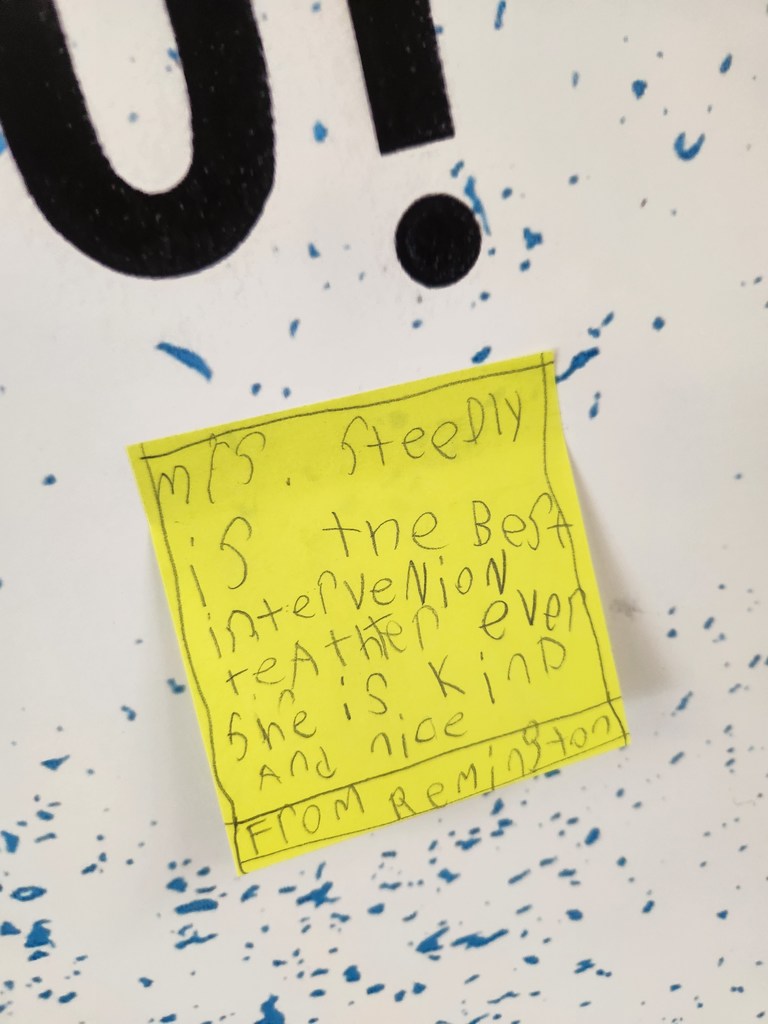 U!
mrs. SteeDly
is the Best
intervenioN
teAther ever
She is KinD
And nice
From Remington